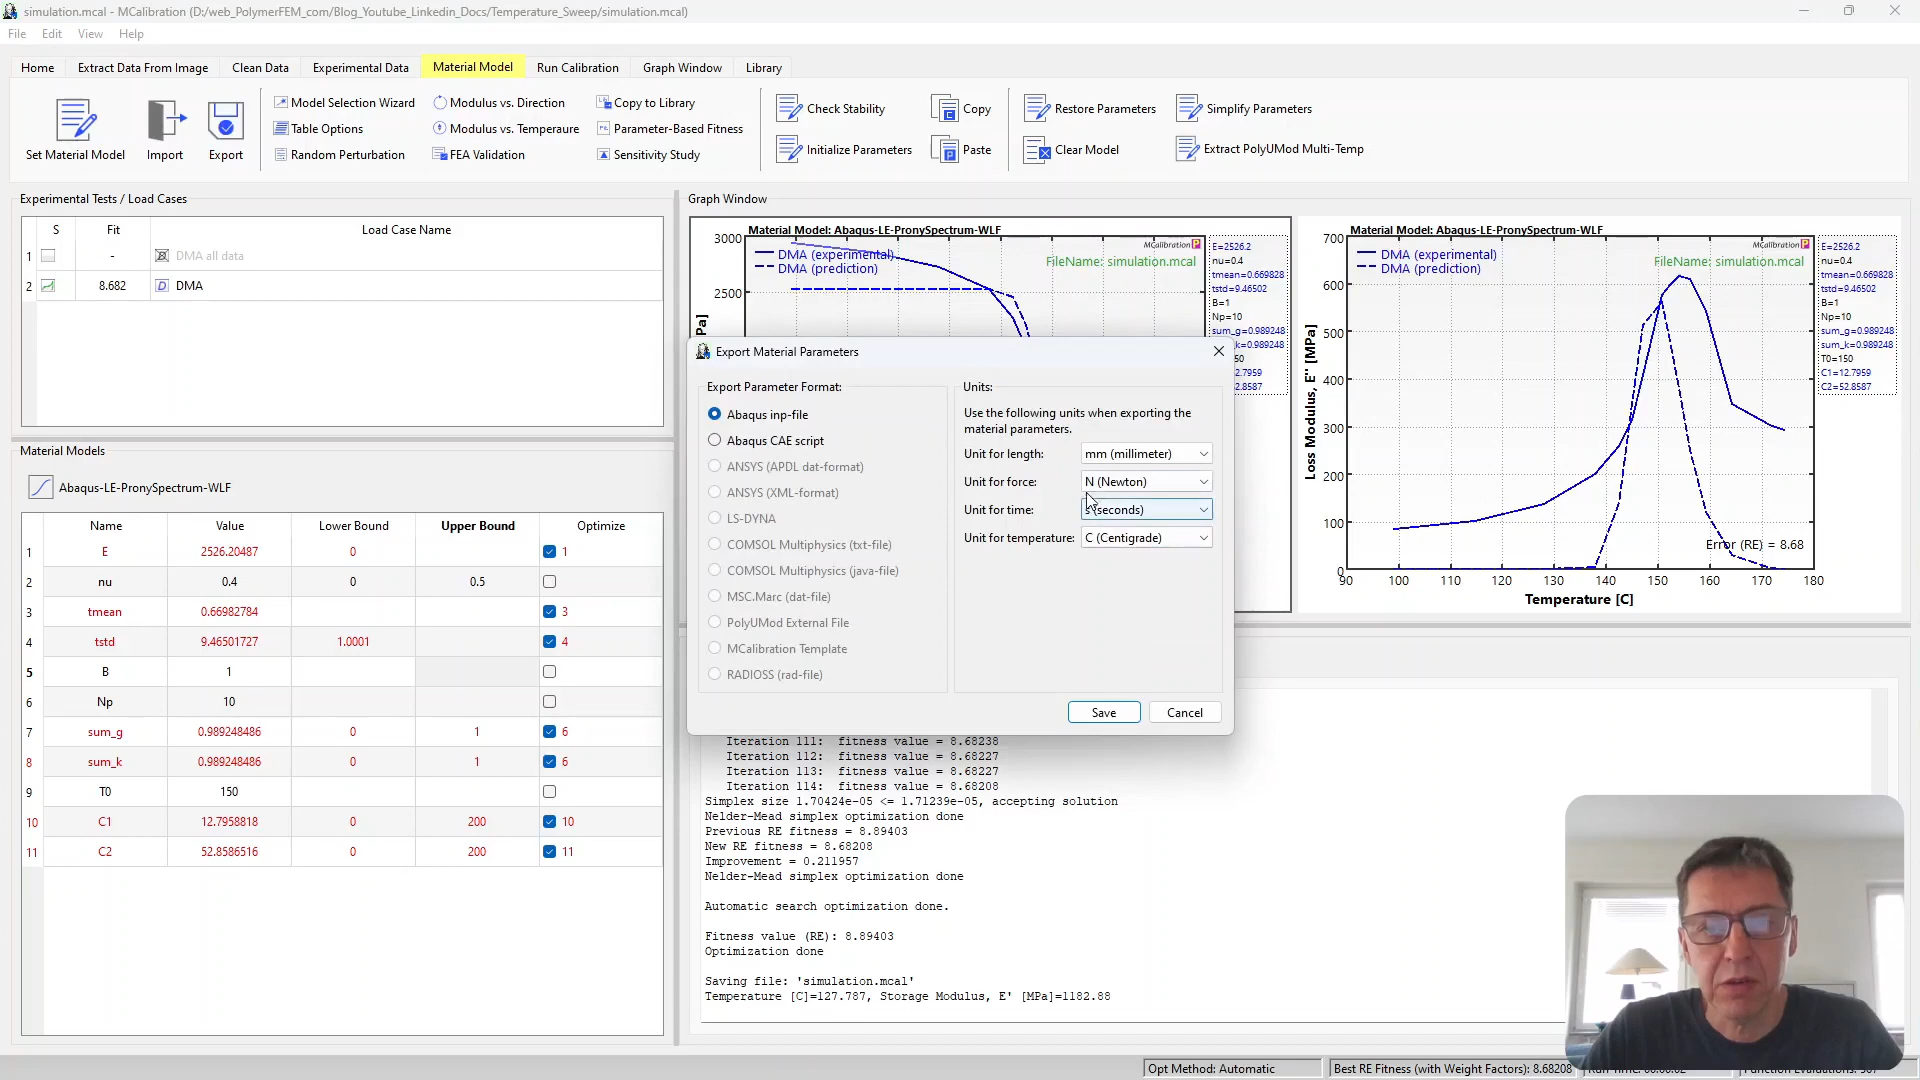 simulation.mcal - MCalibration (D:/web_PolymerFEM_com/Blog_Youtube_Linkedin_Docs/Temperature_Sweep/simulation.mcal)
File Edit View Help
Home Extract Data From Image Clean Data Experimental Data Material Model Run Calibration Graph Window Library
Set Material Model Import Export
Model Selection Wizard Modulus vs. Direction Copy to Library
Table Options Modulus vs. Temperaure Parameter-Based Fitness
Random Perturbation FEA Validation Sensitivity Study
Check Stability Copy Restore Parameters Simplify Parameters
Initialize Parameters Paste Clear Model Extract PolyUMod Multi-Temp
Experimental Tests / Load Cases
S Fit Load Case Name
1 - DMA all data
2 8.682 D DMA
Material Models
Abaqus-LE-PronySpectrum-WLF
Name Value Lower Bound Upper Bound Optimize
1 E 2526.20487 0 1
2 nu 0.4 0 0.5
3 tmean 0.66982784 3
4 tstd 9.46501727 1.0001 4
5 B 1
6 Np 10
7 sum_g 0.989248486 0 1 6
8 sum_k 0.989248486 0 1 6
9 T0 150
10 C1 12.7958818 0 200 10
11 C2 52.8586516 0 200 11
Graph Window
Material Model: Abaqus-LE-PronySpectrum-WLF
MCalibration
DMA (experimental)
DMA (prediction)
FileName: simulation.mcal
3000
2500
Pa]
E=2526.2
nu=0.4
tmean=0.669828
tstd=9.46502
B=1
Np=10
sum_g=0.989248
k=0.989248
50
2.7959
2.8587
Material Model: Abaqus-LE-PronySpectrum-WLF
MCalibration
DMA (experimental)
DMA (prediction)
FileName: simulation.mcal
700
600
500
400
300
200
100
0
Loss Modulus, E'' [MPa]
90 100 110 120 130 140 150 160 170 180
Temperature [C]
Error (RE) = 8.68
E=2526.2
nu=0.4
tmean=0.669828
tstd=9.46502
B=1
Np=10
sum_g=0.989248
sum_k=0.989248
T0=150
C1=12.7959
C2=52.8587
Export Material Parameters
Export Parameter Format:
Abaqus inp-file
Abaqus CAE script
ANSYS (APDL dat-format)
ANSYS (XML-format)
LS-DYNA
COMSOL Multiphysics (txt-file)
COMSOL Multiphysics (java-file)
MSC.Marc (dat-file)
PolyUMod External File
MCalibration Template
RADIOSS (rad-file)
Units:
Use the following units when exporting the
material parameters.
Unit for length: mm (millimeter)
Unit for force: N (Newton)
Unit for time: s (seconds)
Unit for temperature: C (Centigrade)
Save Cancel
Iteration 111: fitness value = 8.68238
Iteration 112: fitness value = 8.68227
Iteration 113: fitness value = 8.68227
Iteration 114: fitness value = 8.68208
Simplex size 1.70424e-05 <= 1.71239e-05, accepting solution
Nelder-Mead simplex optimization done
Previous RE fitness = 8.89403
New RE fitness = 8.68208
Improvement = 0.211957
Nelder-Mead simplex optimization done
Automatic search optimization done.
Fitness value (RE): 8.89403
Optimization done
Saving file: 'simulation.mcal'
Temperature [C]=127.787, Storage Modulus, E' [MPa]=1182.88
Opt Method: Automatic Best RE Fitness (with Weight Factors): 8.68208